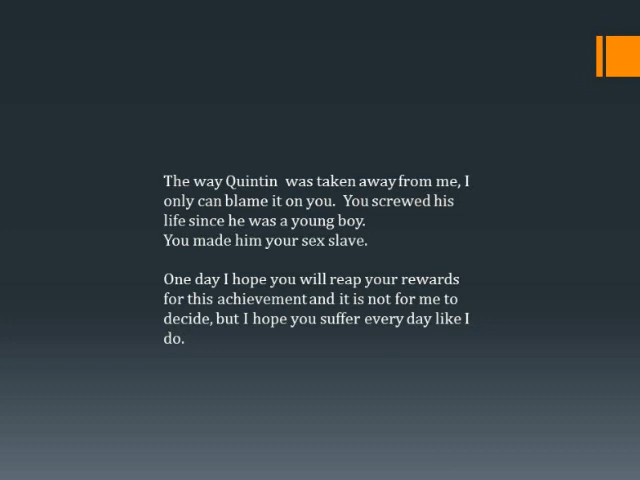 The way Quintin was taken away from me, I
only can blame it on you. You screwed his
life since he was a young boy.
You made him your sex slave.
One day I hope you will reap your rewards
for this achievement and it is not for me to
decide, but I hope you suffer every day like I
do.